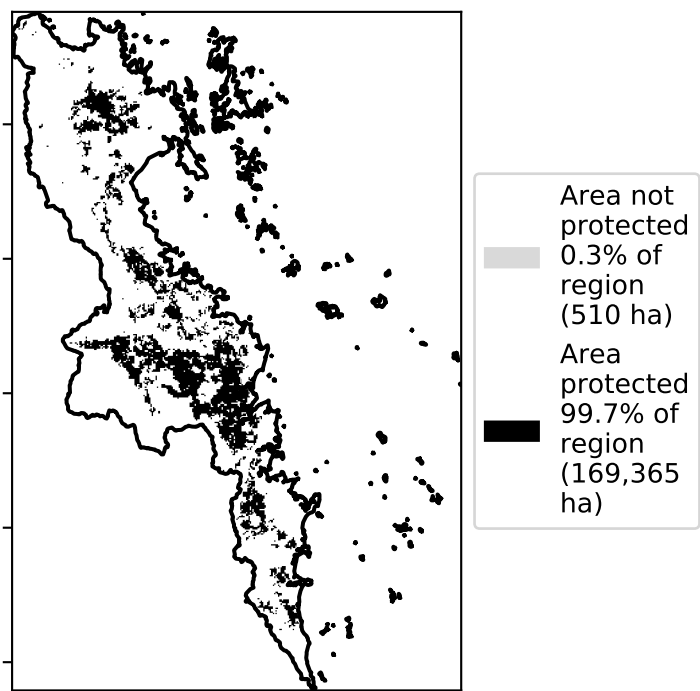 Area not
protected
0.3% of
region
(510 ha)
Area
protected
99.7% of
region
(169,365
ha)